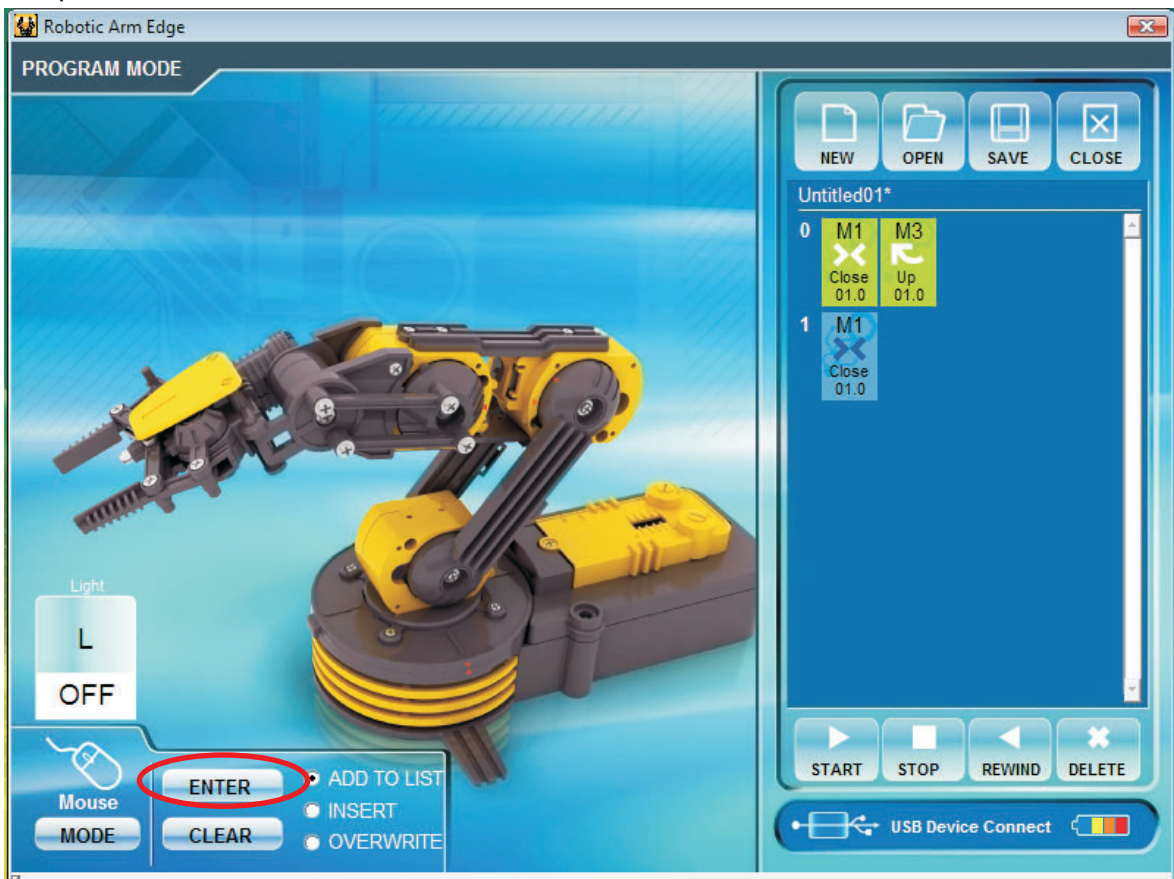 Robotic Arm Edge
PROGRAM MODE
NEW OPEN SAVE CLOSE
Untitled01*
0 M1 M3
Close Up
01.0 01.0
1 M1
Close
01.0
Light
L
OFF
Mouse
MODE
ENTER
CLEAR
ADD TO LIST
INSERT
OVERWRITE
START STOP REWIND DELETE
USB Device Connect